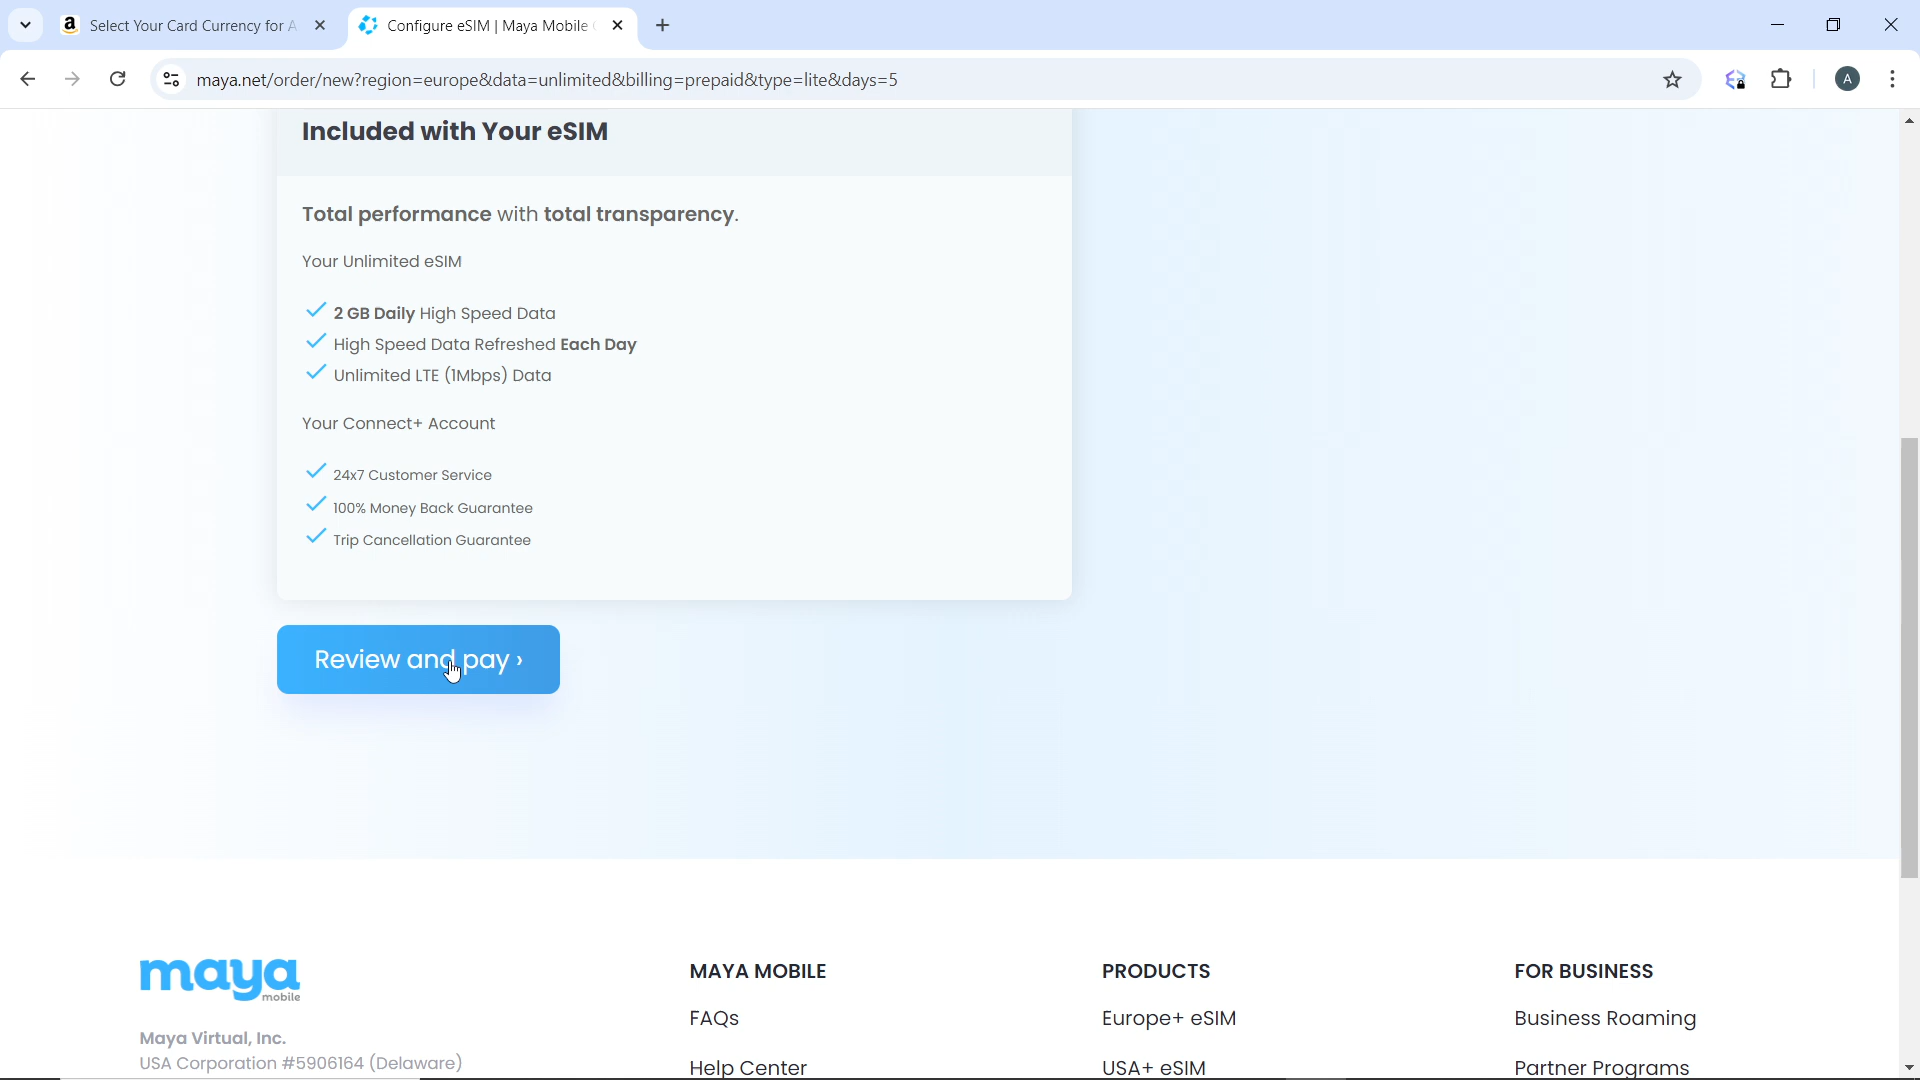 Select Your Card Currency for A
Configure eSIM | Maya Mobile
maya.net/order/new?region=europe&data=unlimited&billing=prepaid&type=lite&days=5
A
Included with Your eSIM
Total performance with total transparency.
Your Unlimited eSIM
2 GB Daily High Speed Data
High Speed Data Refreshed Each Day
Unlimited LTE (1Mbps) Data
Your Connect+ Account
24x7 Customer Service
100% Money Back Guarantee
Trip Cancellation Guarantee
Review and pay ›
maya
mobile
Maya Virtual, Inc.
USA Corporation #5906164 (Delaware)
MAYA MOBILE
FAQs
Help Center
PRODUCTS
Europe+ eSIM
USA+ eSIM
FOR BUSINESS
Business Roaming
Partner Programs